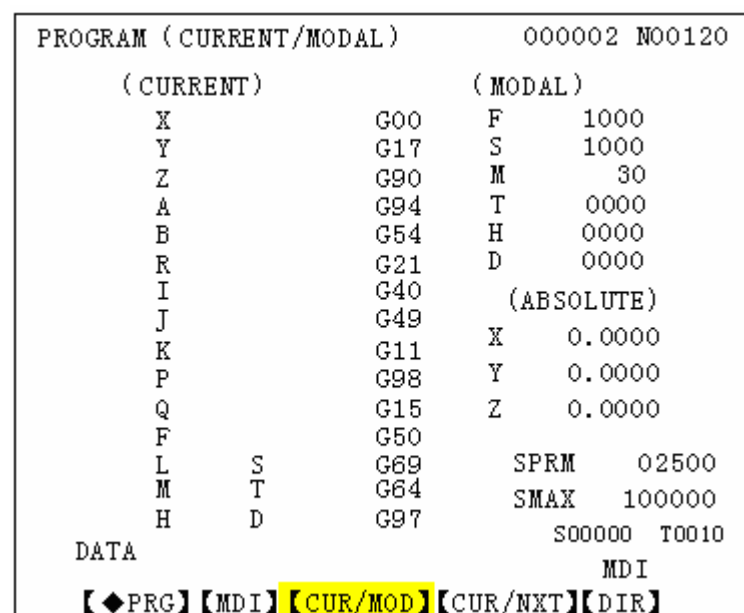 PROGRAM (CURRENT/MODAL) 000002 N00120
(CURRENT) (MODAL)
X G00 F 1000
Y G17 S 1000
Z G90 M 30
A G94 T 0000
B G54 H 0000
R G21 D 0000
I G40 (ABSOLUTE)
J G49
K G11 X 0.0000
P G98 Y 0.0000
Q G15 Z 0.0000
F G50
L S G69 SPRM 02500
M T G64 SMAX 100000
H D G97 S00000 T0010
DATA
MDI
【◆PRG】【MDI】【CUR/MOD】【CUR/NXT】【DIR】